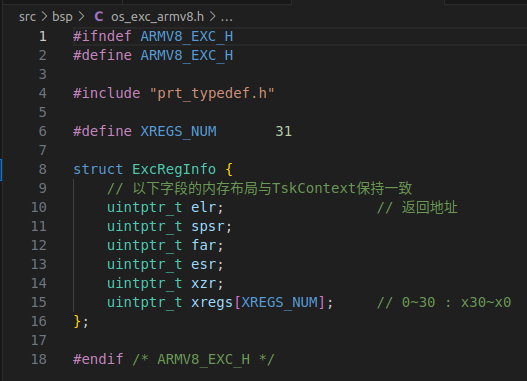 src > bsp > C os_exc_armv8.h > ...
1 #ifndef ARMV8_EXC_H
2 #define ARMV8_EXC_H
3
4 #include "prt_typedef.h"
5
6 #define XREGS_NUM 31
7
8 struct ExcRegInfo {
9 // 以下字段的内存布局与TskContext保持一致
10 uintptr_t elr; // 返回地址
11 uintptr_t spsr;
12 uintptr_t far;
13 uintptr_t esr;
14 uintptr_t xzr;
15 uintptr_t xregs[XREGS_NUM]; // 0~30 : x30~x0
16 };
17
18 #endif /* ARMV8_EXC_H */